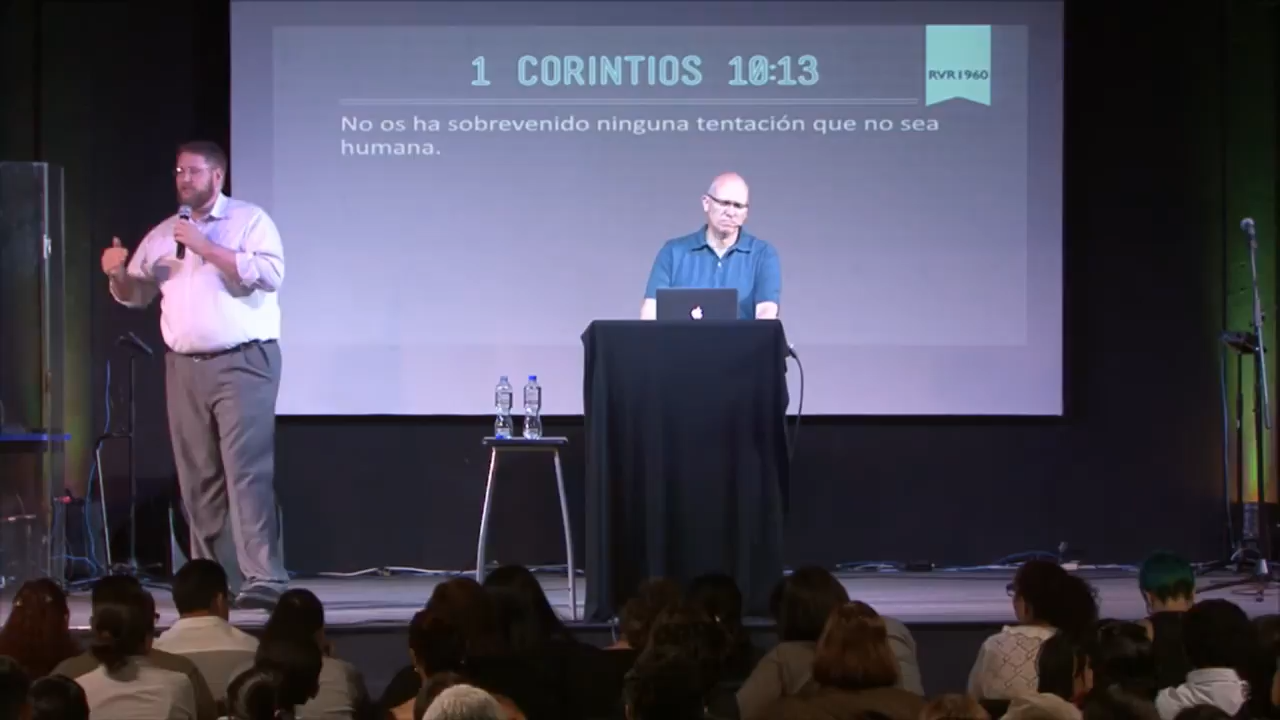 1 CORINTIOS 10:13
RVR1960
No os ha sobrevenido ninguna tentación que no sea
humana.